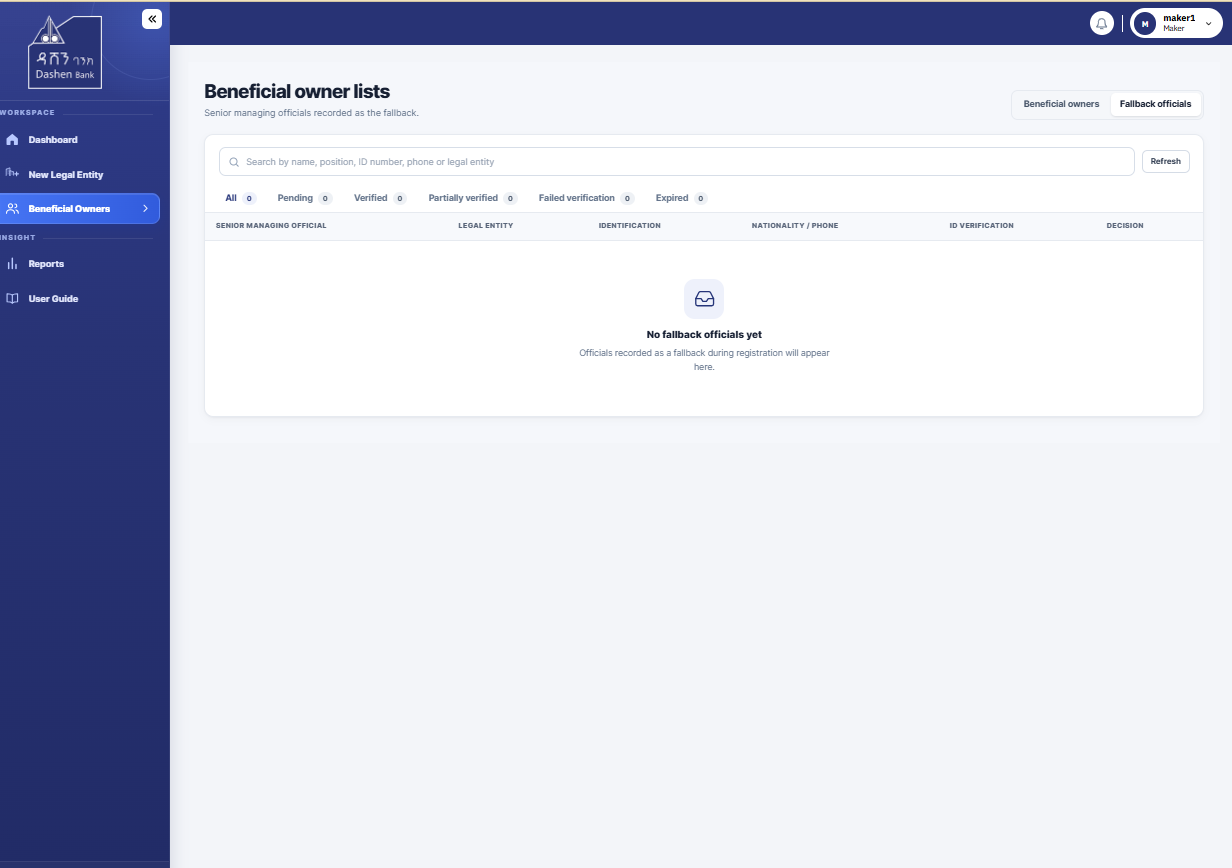 ዳሸን ባንክ
Dashen Bank
WORKSPACE
Dashboard
New Legal Entity
Beneficial Owners
INSIGHT
Reports
User Guide
M
maker1
Maker
Beneficial owner lists
Senior managing officials recorded as the fallback.
Beneficial owners
Fallback officials
Search by name, position, ID number, phone or legal entity
Refresh
All 0 Pending 0 Verified 0 Partially verified 0 Failed verification 0 Expired 0
SENIOR MANAGING OFFICIAL LEGAL ENTITY IDENTIFICATION NATIONALITY / PHONE ID VERIFICATION DECISION
No fallback officials yet
Officials recorded as a fallback during registration will appear
here.